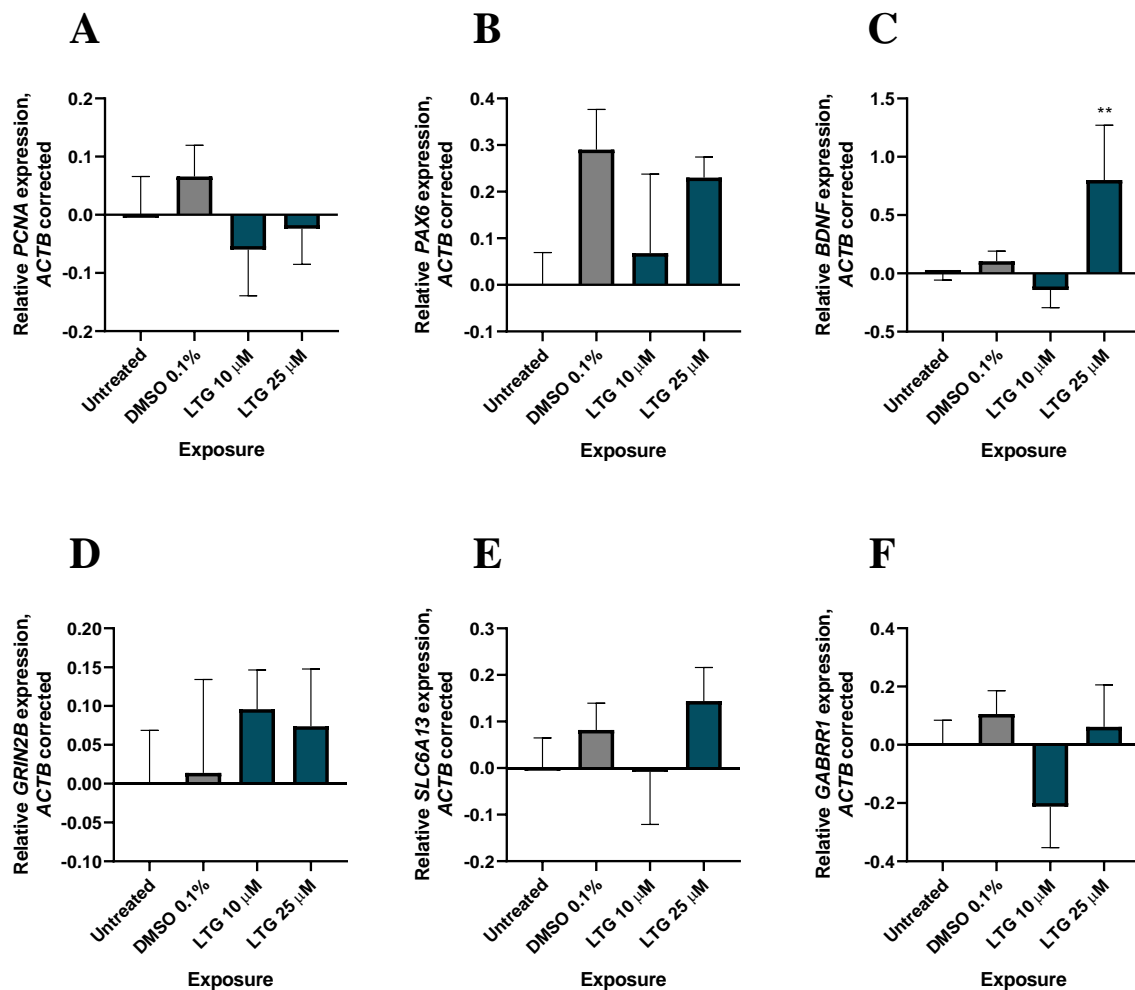 A
Relative PCNA expression,
ACTB corrected
0.2
0.1
0.0
-0.1
-0.2
Untreated
DMSO 0.1%
LTG 10 μM
LTG 25 μM
Exposure
B
Relative PAX6 expression,
ACTB corrected
0.4
0.3
0.2
0.1
0.0
-0.1
Untreated
DMSO 0.1%
LTG 10 μM
LTG 25 μM
Exposure
C
Relative BDNF expression,
ACTB corrected
1.5
1.0
0.5
0.0
-0.5
**
Untreated
DMSO 0.1%
LTG 10 μM
LTG 25 μM
Exposure
D
Relative GRIN2B expression,
ACTB corrected
0.20
0.15
0.10
0.05
0.00
-0.05
-0.10
Untreated
DMSO 0.1%
LTG 10 μM
LTG 25 μM
Exposure
E
Relative SLC6A13 expression,
ACTB corrected
0.3
0.2
0.1
0.0
-0.1
-0.2
Untreated
DMSO 0.1%
LTG 10 μM
LTG 25 μM
Exposure
F
Relative GABRR1 expression,
ACTB corrected
0.4
0.2
0.0
-0.2
-0.4
Untreated
DMSO 0.1%
LTG 10 μM
LTG 25 μM
Exposure